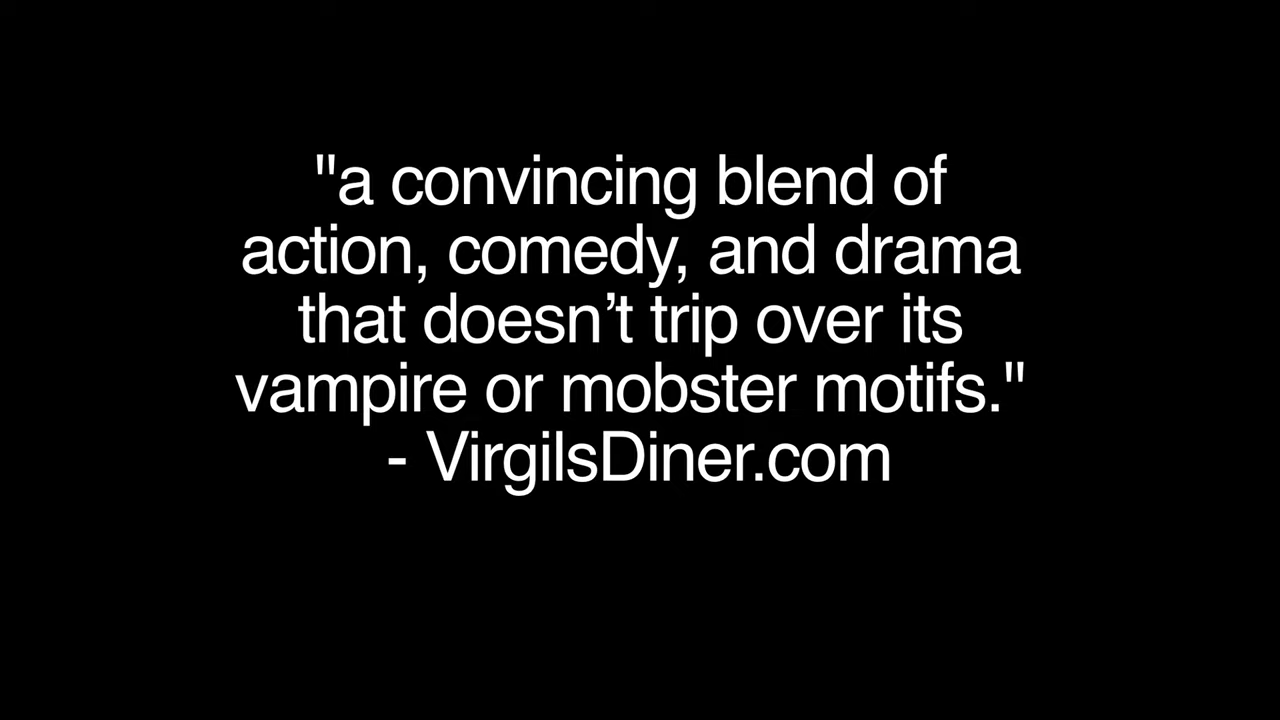 "a convincing blend of
action, comedy, and drama
that doesn’t trip over its
vampire or mobster motifs."
- VirgilsDiner.com